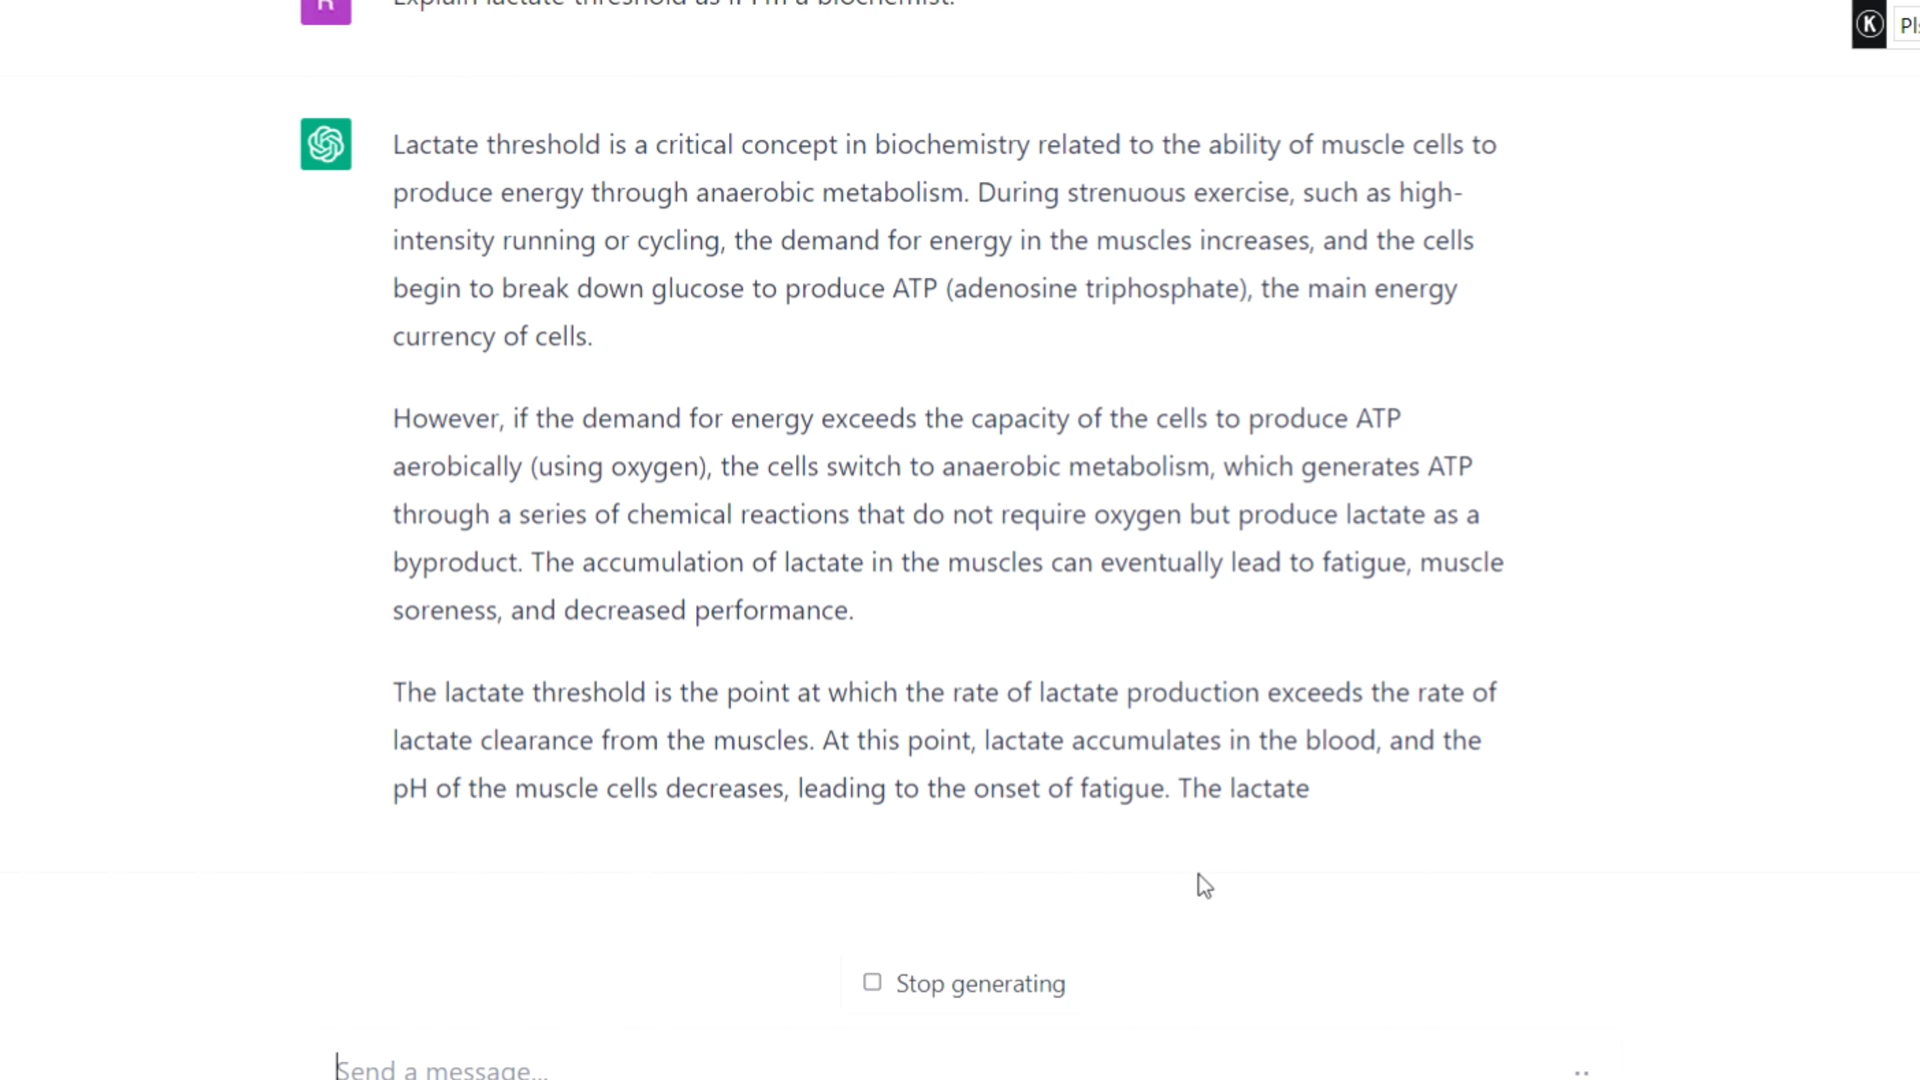 R
Explain lactate threshold as if I'm a biochemist.
K
Lactate threshold is a critical concept in biochemistry related to the ability of muscle cells to
produce energy through anaerobic metabolism. During strenuous exercise, such as high-
intensity running or cycling, the demand for energy in the muscles increases, and the cells
begin to break down glucose to produce ATP (adenosine triphosphate), the main energy
currency of cells.
However, if the demand for energy exceeds the capacity of the cells to produce ATP
aerobically (using oxygen), the cells switch to anaerobic metabolism, which generates ATP
through a series of chemical reactions that do not require oxygen but produce lactate as a
byproduct. The accumulation of lactate in the muscles can eventually lead to fatigue, muscle
soreness, and decreased performance.
The lactate threshold is the point at which the rate of lactate production exceeds the rate of
lactate clearance from the muscles. At this point, lactate accumulates in the blood, and the
pH of the muscle cells decreases, leading to the onset of fatigue. The lactate
Stop generating
Send a message...